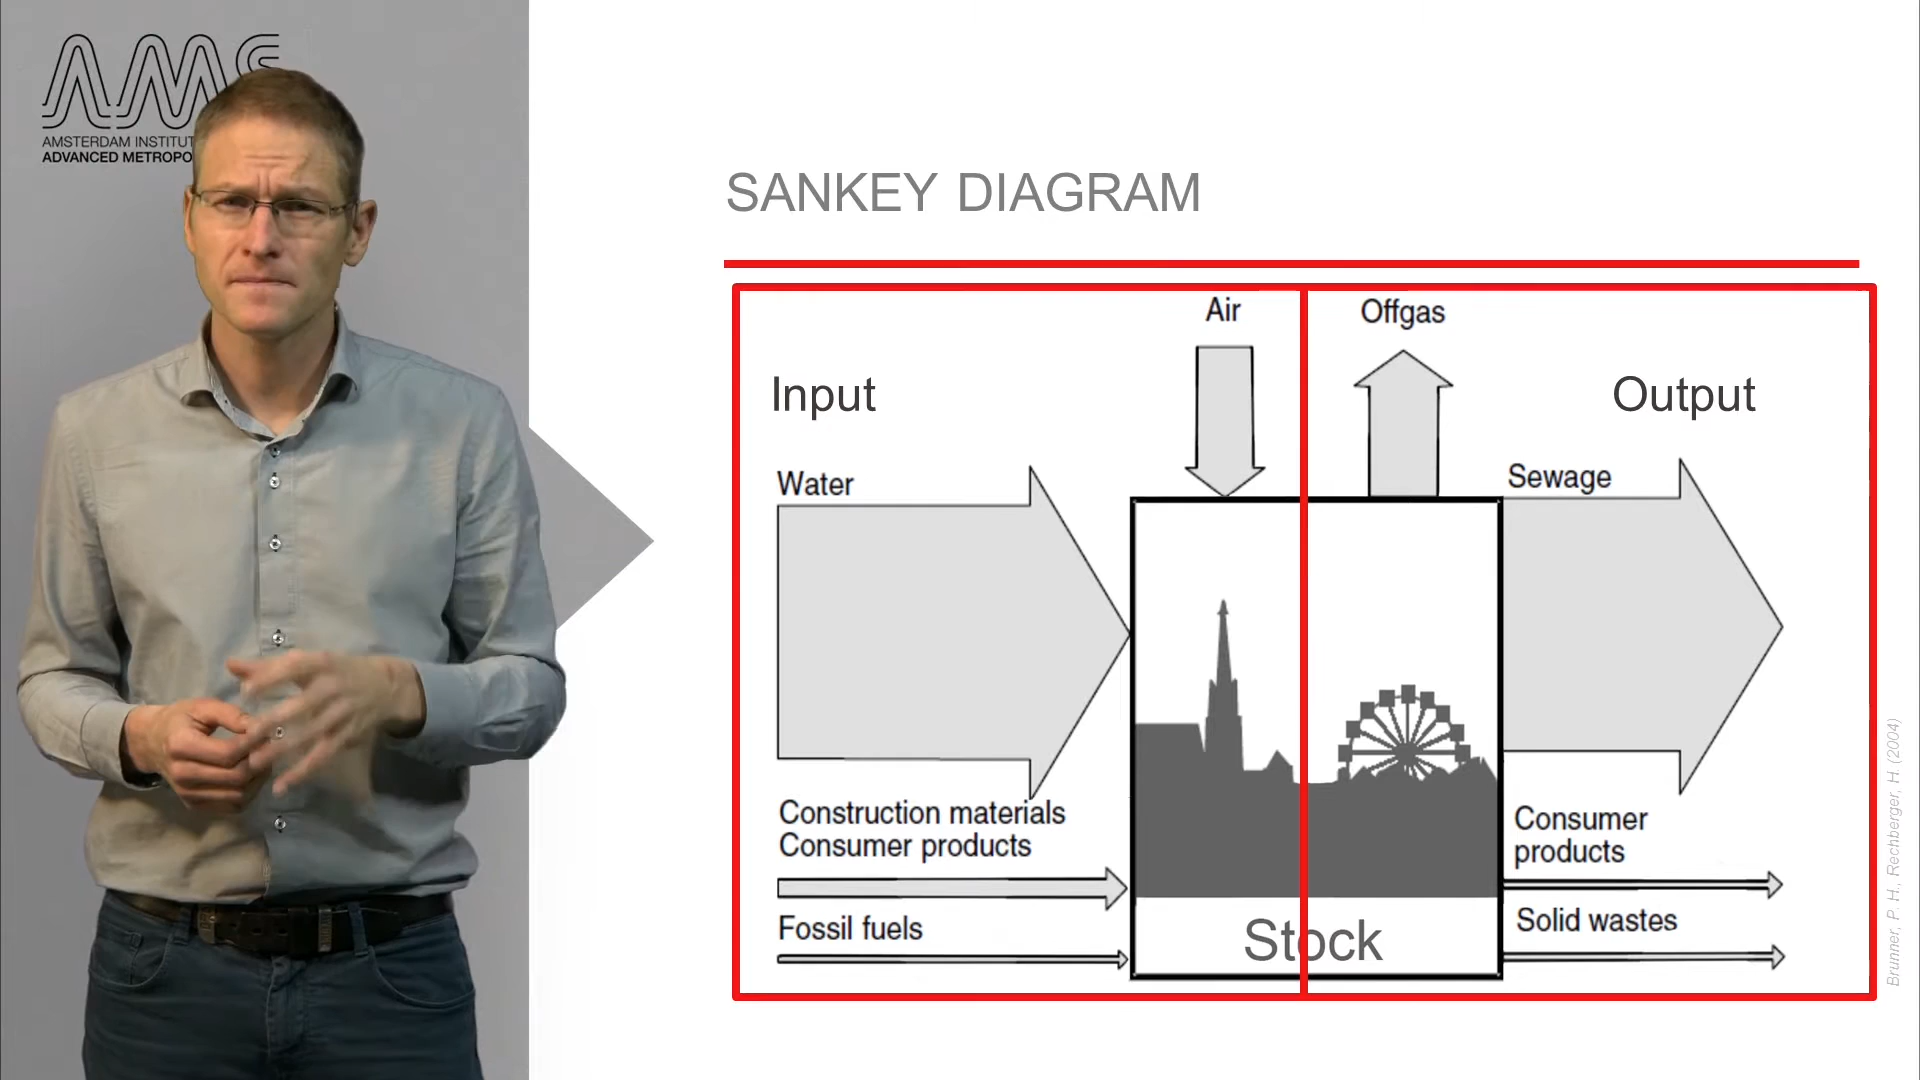 AMS
AMSTERDAM INSTITUT
ADVANCED METROPO
SANKEY DIAGRAM
Air
Offgas
Input
Output
Water
Sewage
Construction materials
Consumer products
Consumer
products
Fossil fuels
Solid wastes
Stock
Brunner, P. H., Rechberger, H. (2004)